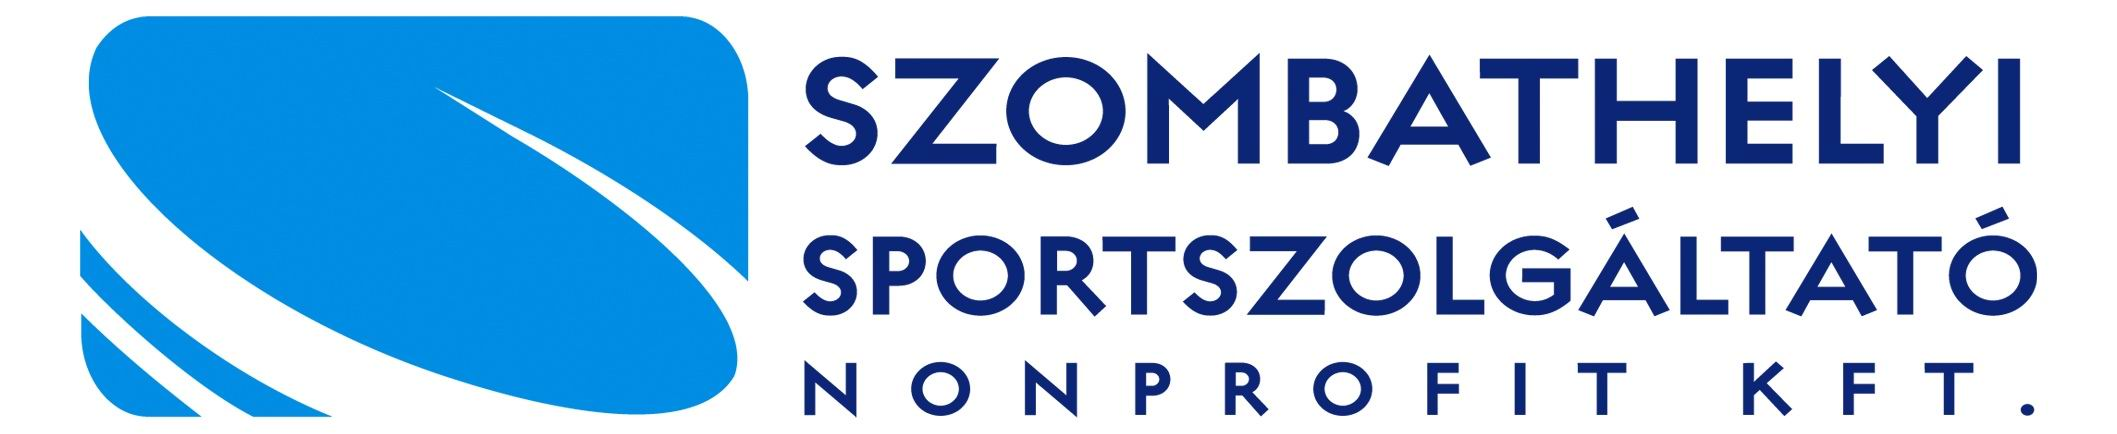 SZOMBATHELYI
SPORTSZOLGÁLTATÓ
NONPROFIT KFT.